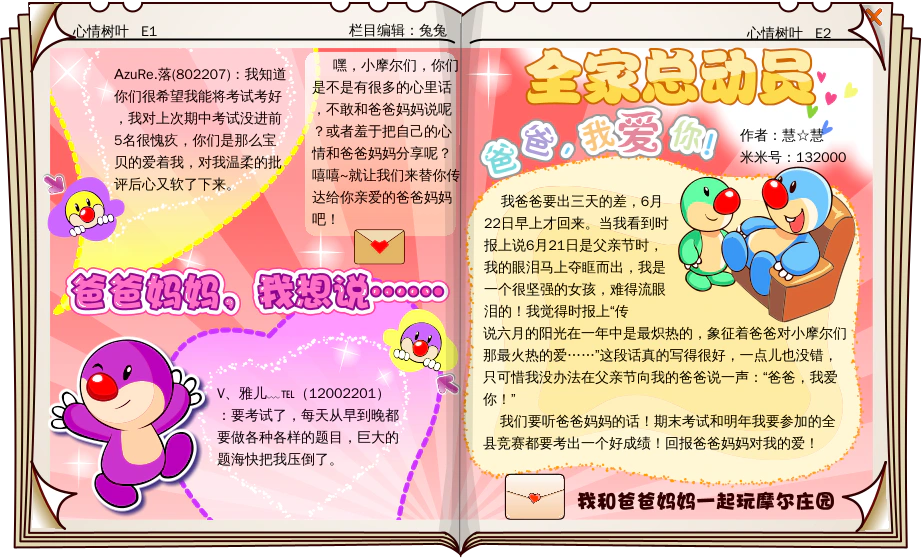 心情树叶 E1
栏目编辑：兔兔
AzuRe.落(802207)：我知道
你们很希望我能将考试考好
，我对上次期中考试没进前
5名很愧疚，你们是那么宝
贝的爱着我，对我温柔的批
评后心又软了下来。
嘿，小摩尔们，你们
是不是有很多的心里话
，不敢和爸爸妈妈说呢
？或者羞于把自己的心
情和爸爸妈妈分享呢？
嘻嘻~就让我们来替你传
达给你亲爱的爸爸妈妈
吧！
爸爸妈妈、我想说……
V、雅儿﹏℡（12002201）
：要考试了，每天从早到晚都
要做各种各样的题目，巨大的
题海快把我压倒了。
心情树叶 E2
全家总动员
爸爸，我爱你！
作者：慧☆慧
米米号：132000
我爸爸要出三天的差，6月
22日早上才回来。当我看到时
报上说6月21日是父亲节时，
我的眼泪马上夺眶而出，我是
一个很坚强的女孩，难得流眼
泪的！我觉得时报上“传
说六月的阳光在一年中是最炽热的，象征着爸爸对小摩尔们
那最火热的爱……”这段话真的写得很好，一点儿也没错，
只可惜我没办法在父亲节向我的爸爸说一声：“爸爸，我爱
你！”
我们要听爸爸妈妈的话！期末考试和明年我要参加的全
县竞赛都要考出一个好成绩！回报爸爸妈妈对我的爱！
我和爸爸妈妈一起玩摩尔庄园